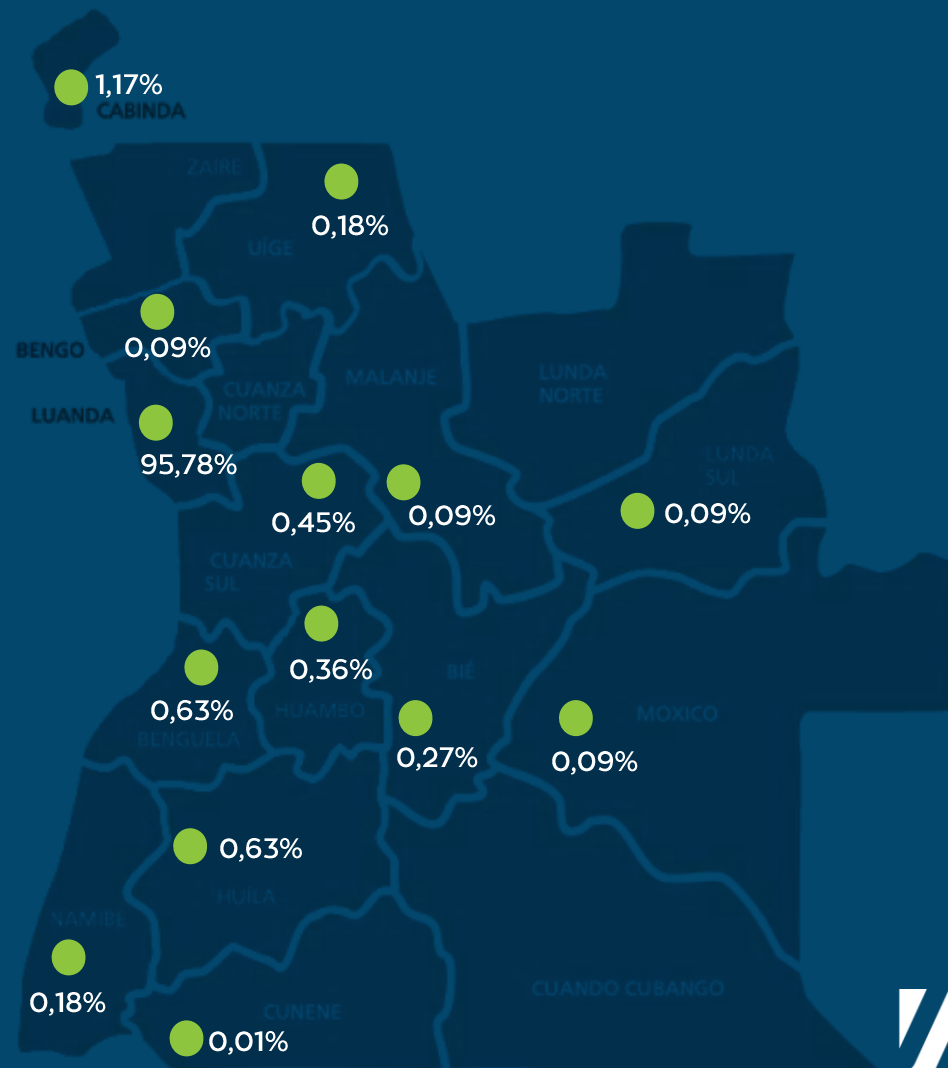 1,17%
CABINDA
ZAIRE
0,18%
UÍGE
0,09%
BENGO
MALANJE
CUANZA
NORTE
LUNDA
NORTE
LUANDA
95,78%
LUNDA
SUL
0,45%
0,09%
0,09%
CUANZA
SUL
0,36%
BIÉ
0,63%
HUAMBO
MOXICO
BENGUELA
0,27%
0,09%
0,63%
HUÍLA
NAMIBE
CUANDO CUBANGO
0,18%
CUNENE
0,01%